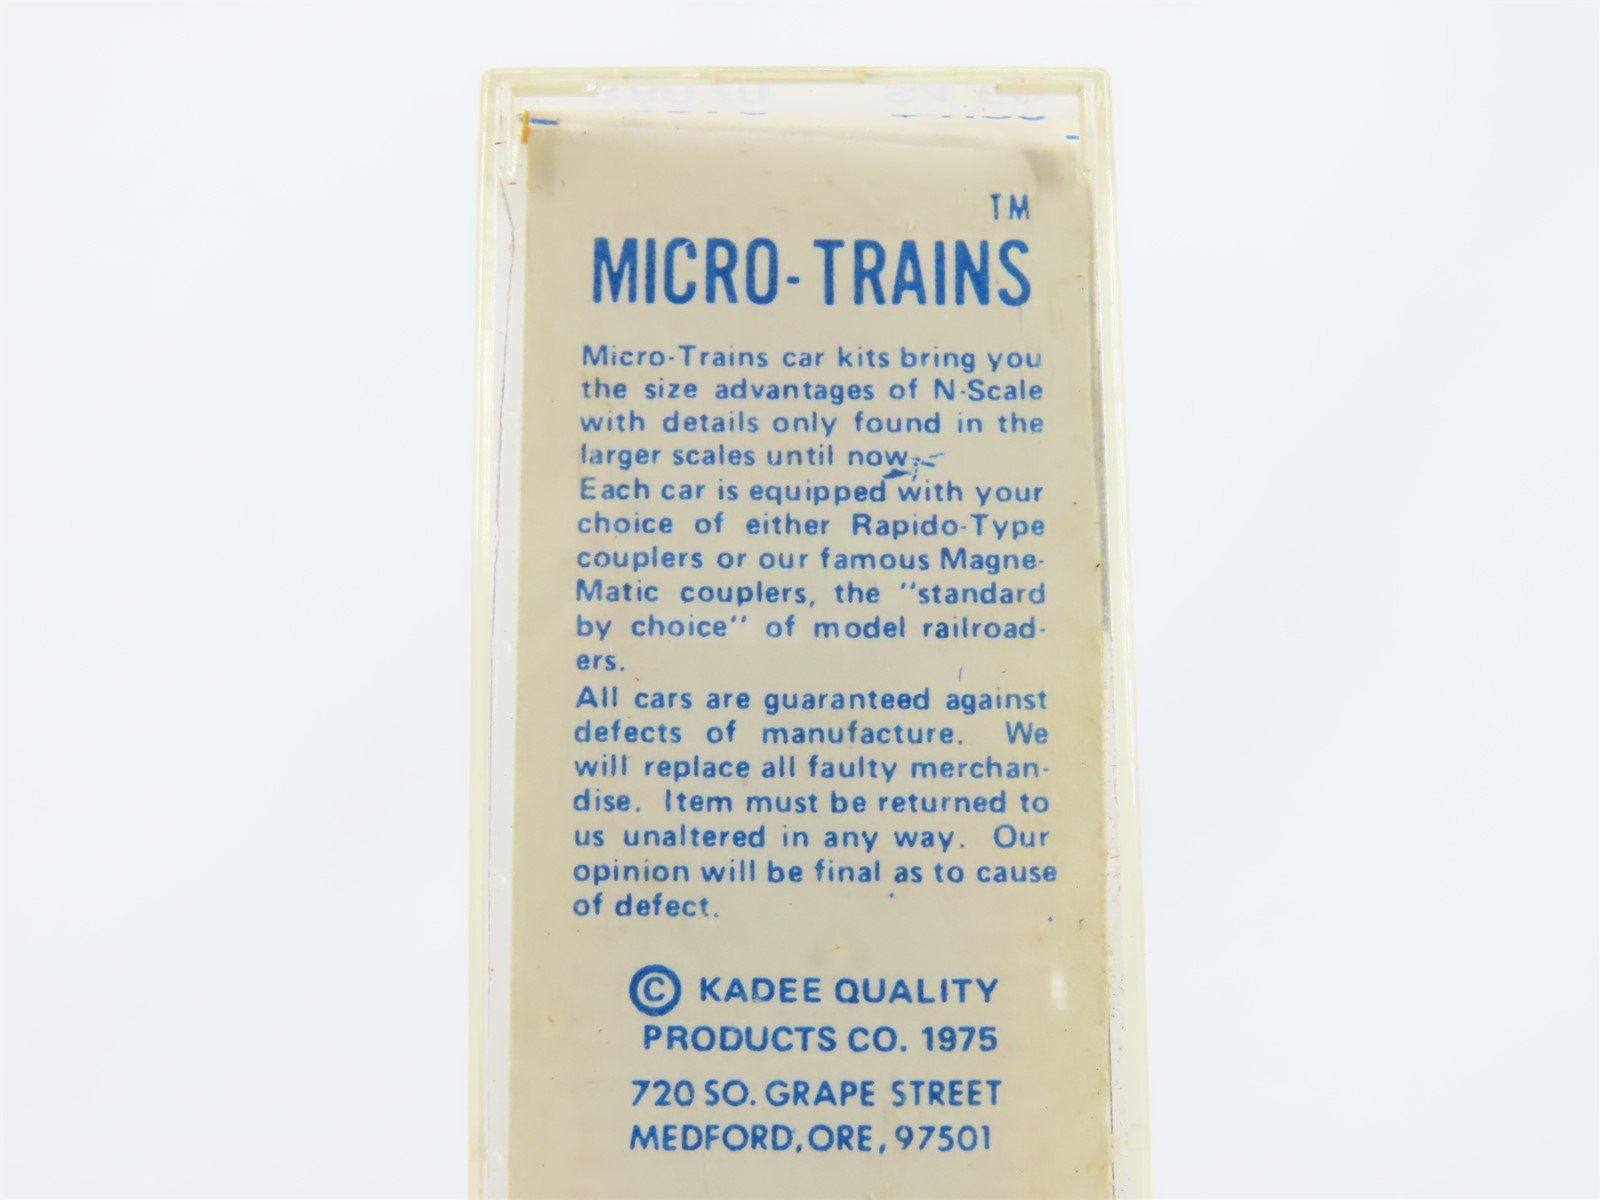 TM
MICRO-TRAINS
Micro-Trains car kits bring you
the size advantages of N-Scale
with details only found in the
larger scales until now.
Each car is equipped with your
choice of either Rapido-Type
couplers or our famous Magne-
Matic couplers, the "standard
by choice" of model railroad-
ers.
All cars are guaranteed against
defects of manufacture. We
will replace all faulty merchan-
dise. Item must be returned to
us unaltered in any way. Our
opinion will be final as to cause
of defect.
© KADEE QUALITY
PRODUCTS CO. 1975
720 SO. GRAPE STREET
MEDFORD, ORE, 97501